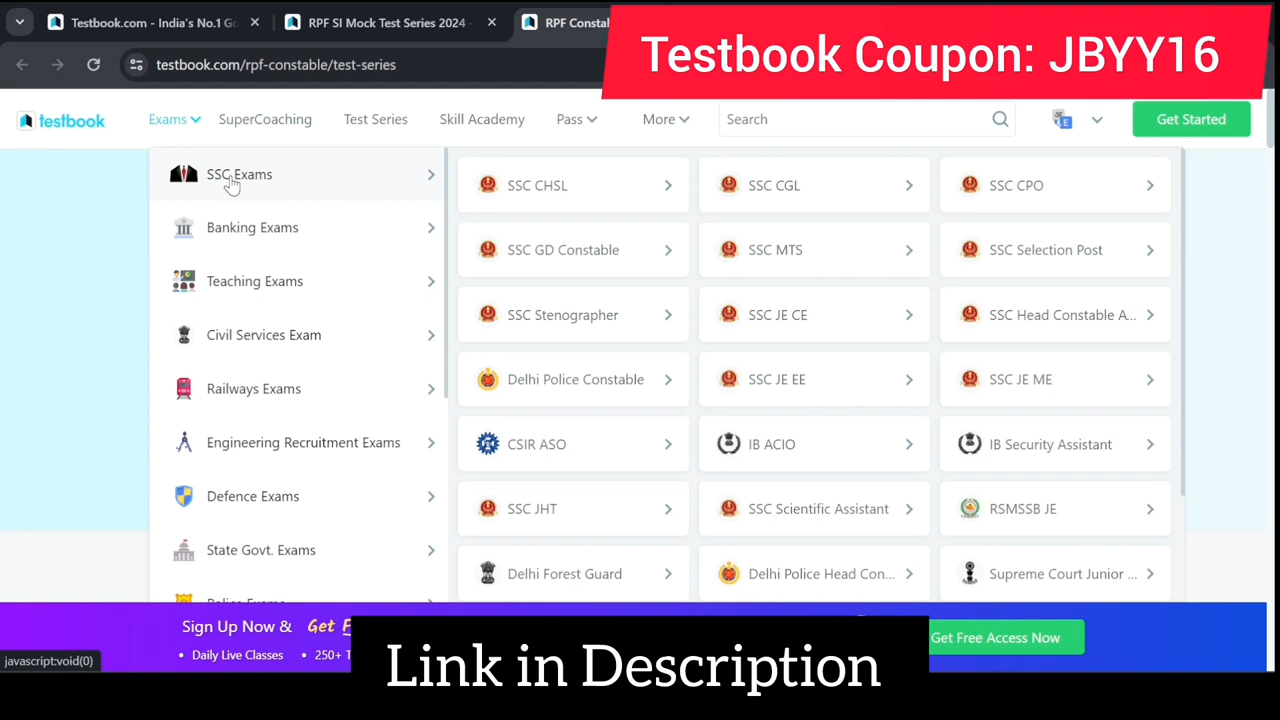 Testbook.com - India's No.1 Go
RPF SI Mock Test Series 2024 -
RPF Consta
Testbook Coupon: JBYY16
testbook.com/rpf-constable/test-series
testbook
Exams
SuperCoaching
Test Series
Skill Academy
Pass
More
Search
Get Started
SSC Exams
Banking Exams
Teaching Exams
Civil Services Exam
Railways Exams
Engineering Recruitment Exams
Defence Exams
State Govt. Exams
Police Exams
SSC CHSL
SSC CGL
SSC CPO
SSC GD Constable
SSC MTS
SSC Selection Post
SSC Stenographer
SSC JE CE
SSC Head Constable A...
Delhi Police Constable
SSC JE EE
SSC JE ME
CSIR ASO
IB ACIO
IB Security Assistant
SSC JHT
SSC Scientific Assistant
RSMSSB JE
Delhi Forest Guard
Delhi Police Head Con...
Supreme Court Junior ...
Sign Up Now & Get F
• Daily Live Classes • 250+ T
Get Free Access Now
javascript:void(0)
Link in Description